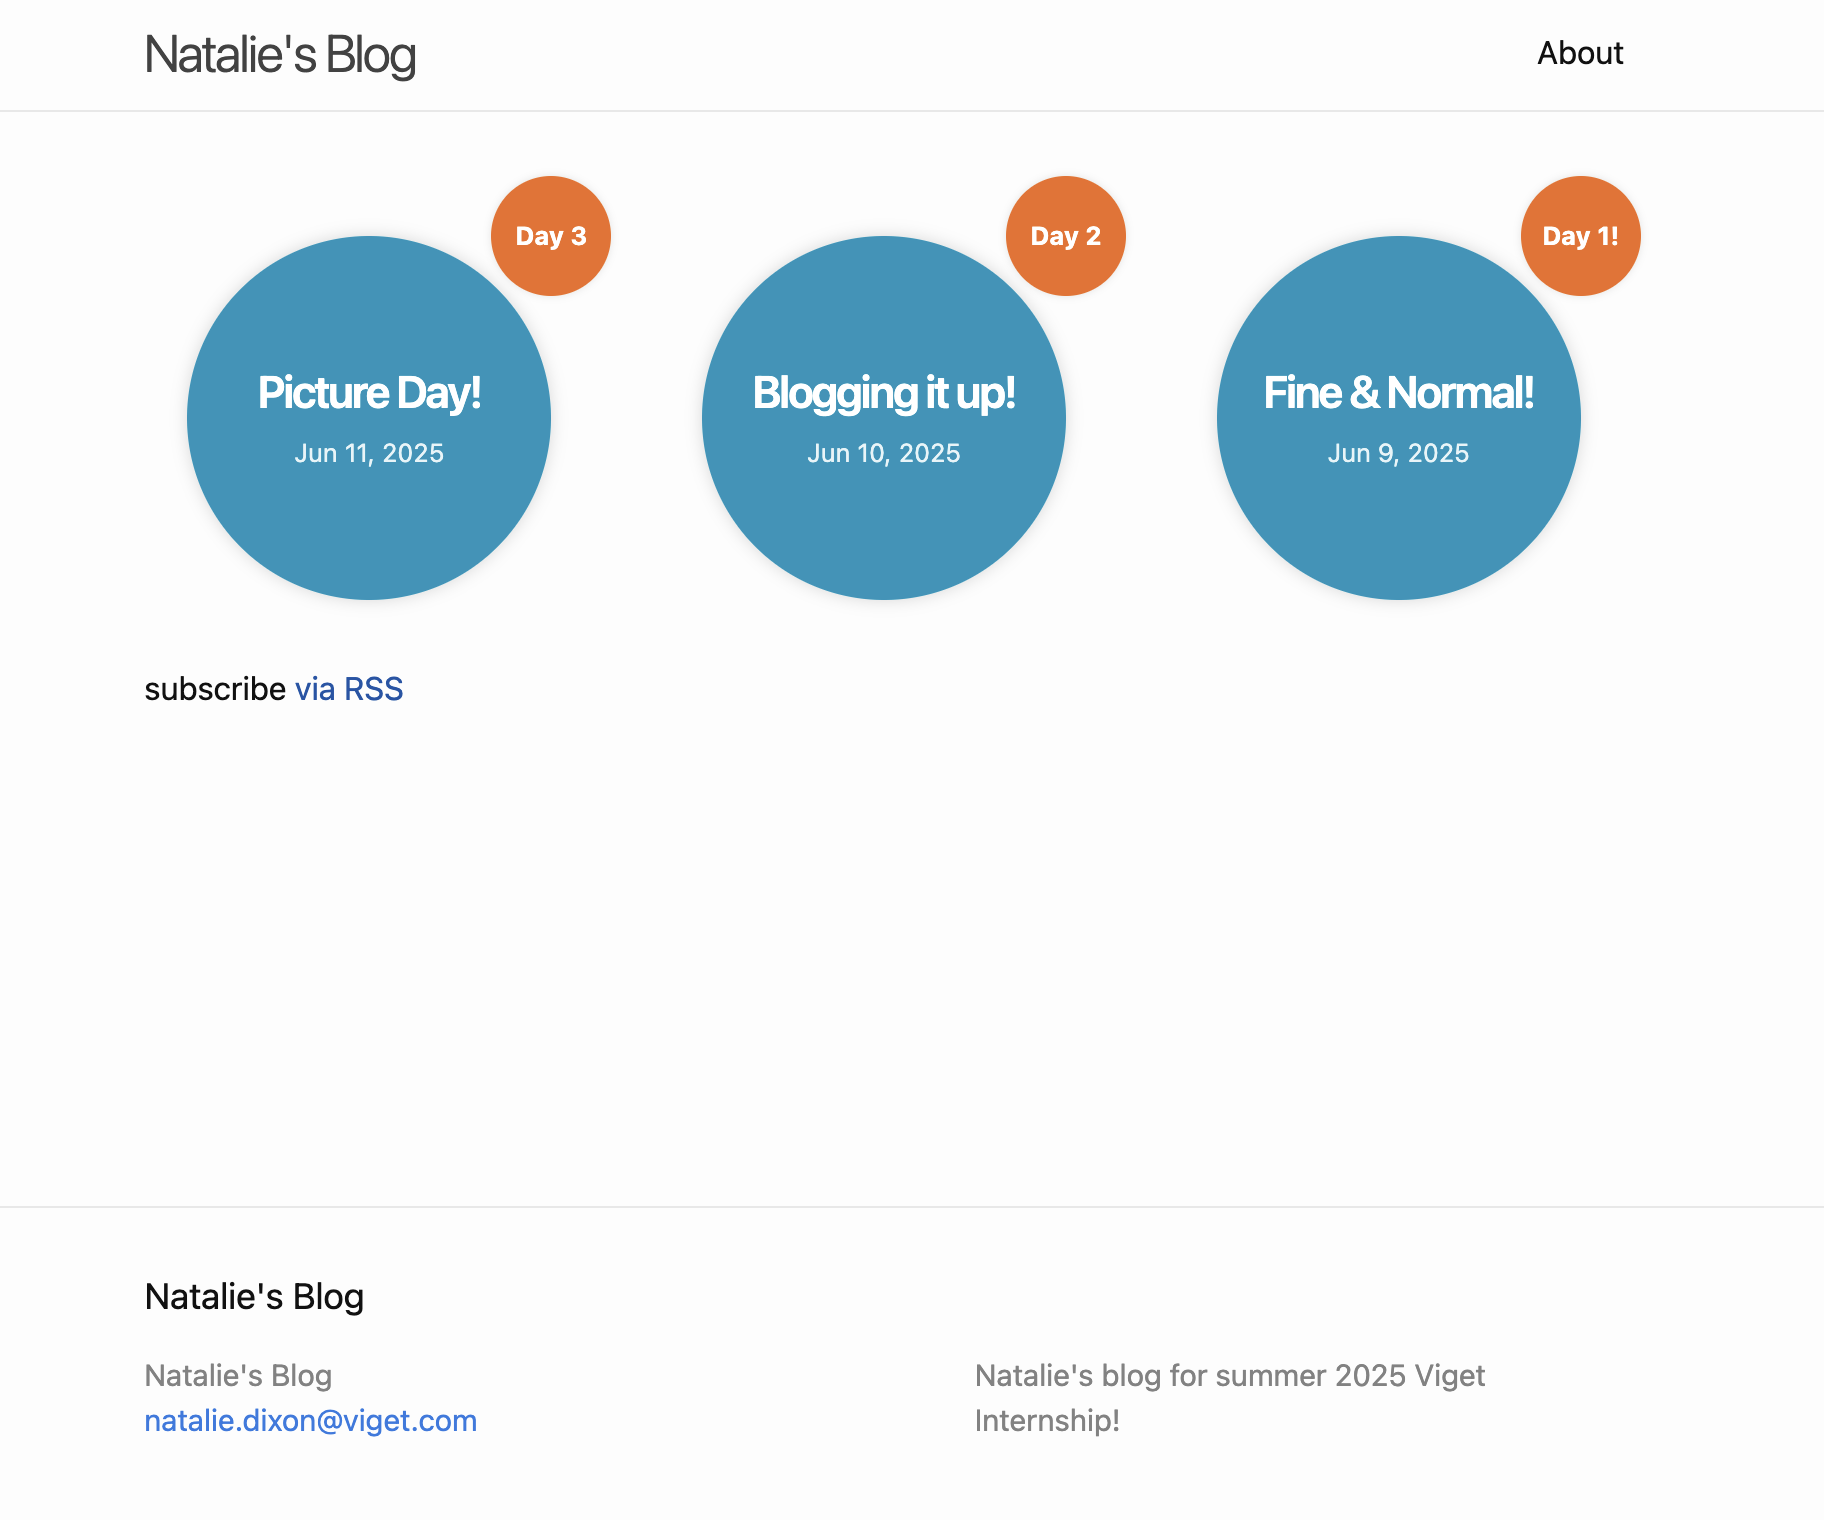 Natalie's Blog
About
Day 3
Picture Day!
Jun 11, 2025
Day 2
Blogging it up!
Jun 10, 2025
Day 1!
Fine & Normal!
Jun 9, 2025
subscribe via RSS
Natalie's Blog
Natalie's Blog
natalie.dixon@viget.com
Natalie's blog for summer 2025 Viget
Internship!